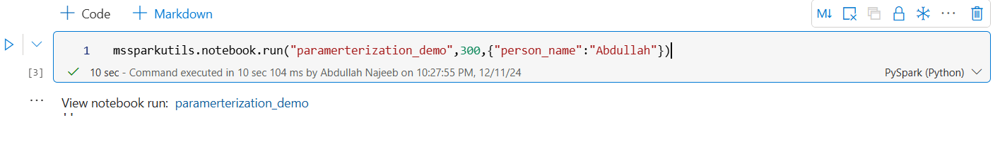 Code Markdown M↓ ...
1 mssparkutils.notebook.run("paramerterization_demo",300,{"person_name":"Abdullah"})
[3] 10 sec - Command executed in 10 sec 104 ms by Abdullah Najeeb on 10:27:55 PM, 12/11/24 PySpark (Python)
... View notebook run: paramerterization_demo
''